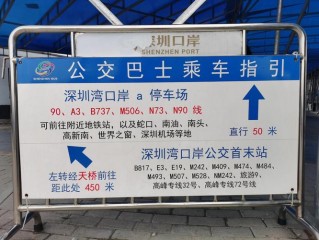 深圳口岸
SHENZHEN PORT
公交巴士乘车指引
深圳湾口岸 a 停车场
90、A3、B737、M506、N73、N90 线
可前往附近地铁站，以及蛇口、南油、南头、
高新南、世界之窗、深圳机场等地
直行 50 米
深圳湾口岸公交首末站
B817、E3、E19、M242、M409、M474、M484、
M493、M507、M528、NM242、旅游9、
高峰专线32号、高峰专线72号线
左转经天桥前往
距此处 450 米